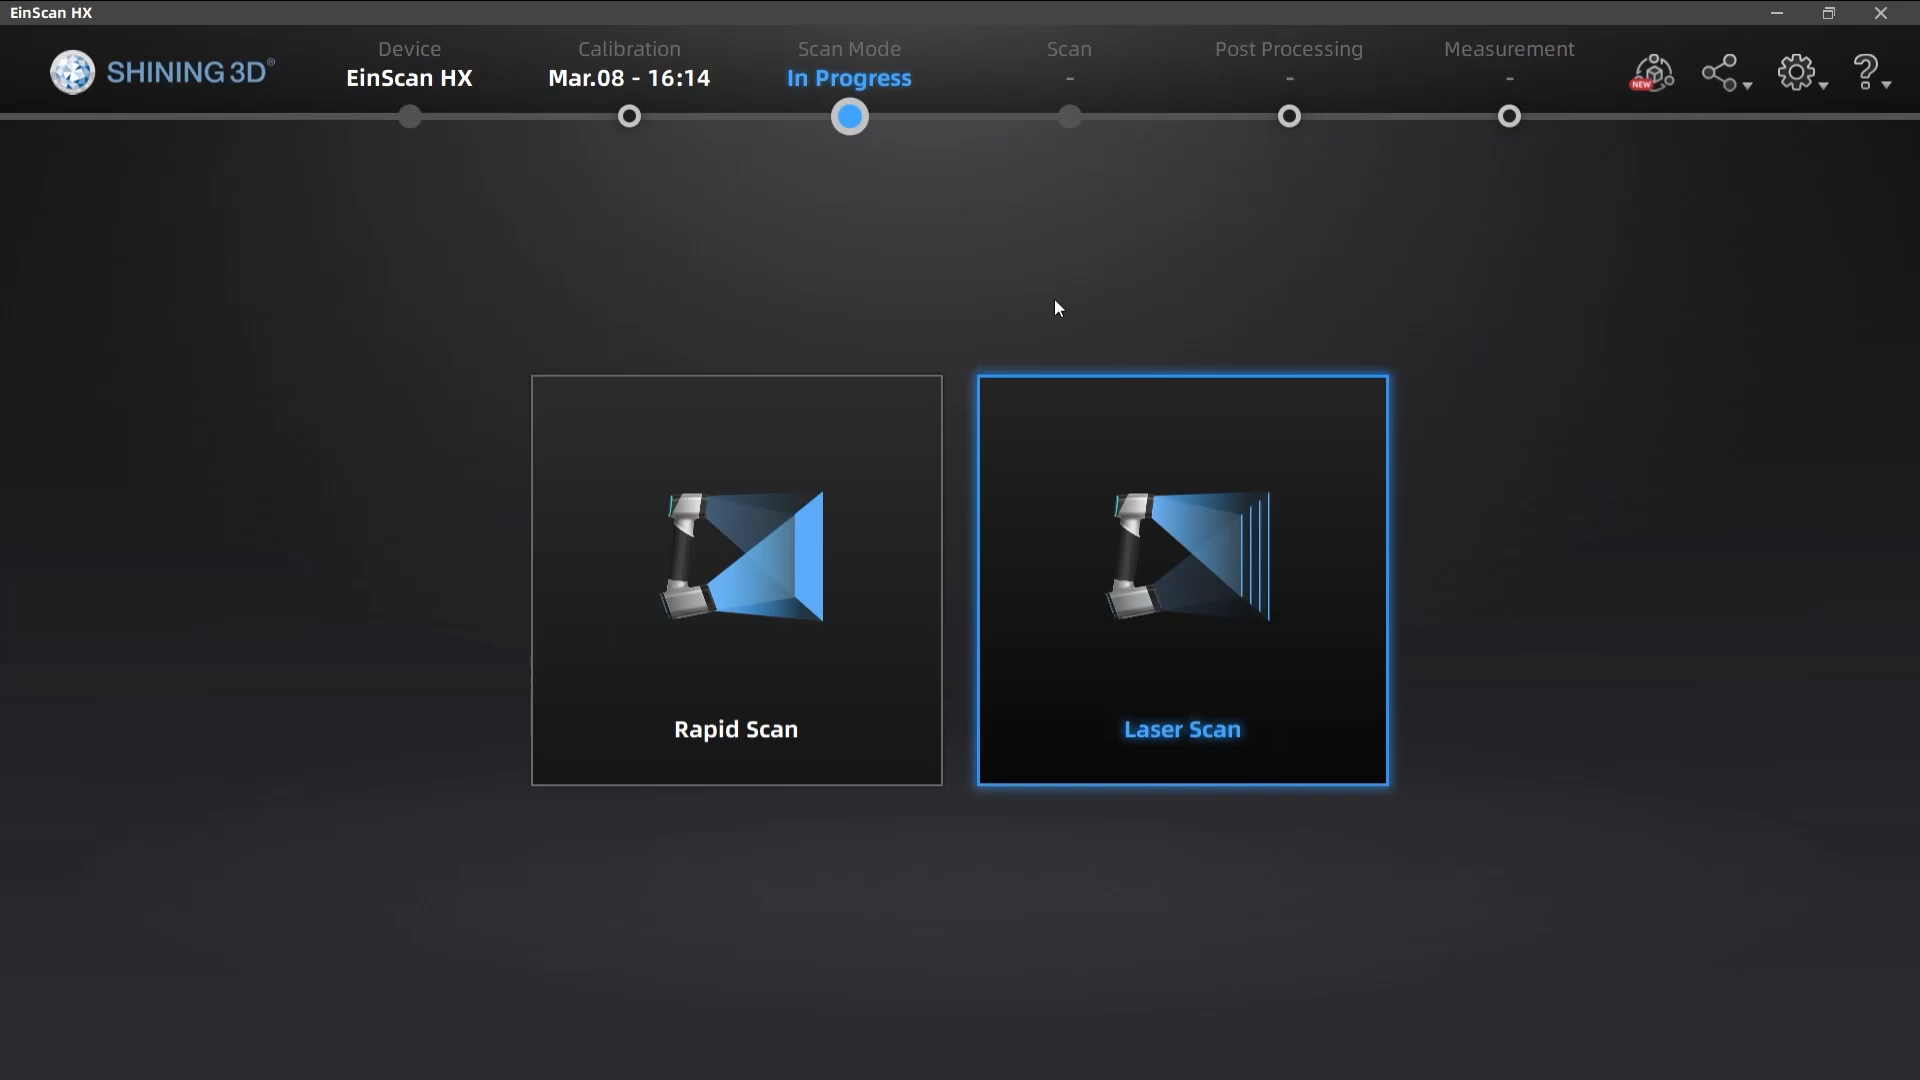 EinScan HX
SHINING 3D®
Device
EinScan HX
Calibration
Mar.08 - 16:14
Scan Mode
In Progress
Scan
-
Post Processing
-
Measurement
-
NEW
Rapid Scan
Laser Scan